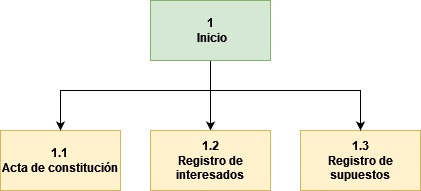 1
Inicio
1.1
Acta de constitución
1.2
Registro de
interesados
1.3
Registro de
supuestos